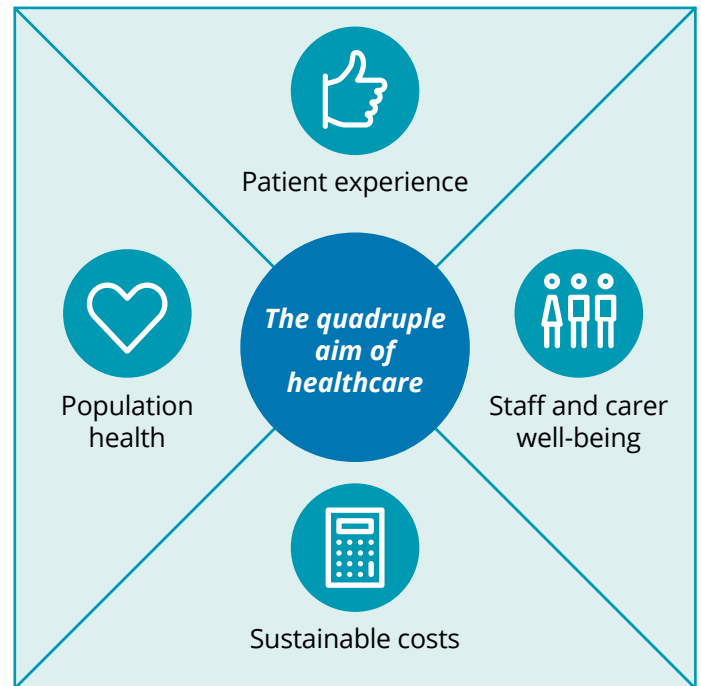 Patient experience
The quadruple
aim of
healthcare
Population
health
Staff and carer
well-being
Sustainable costs